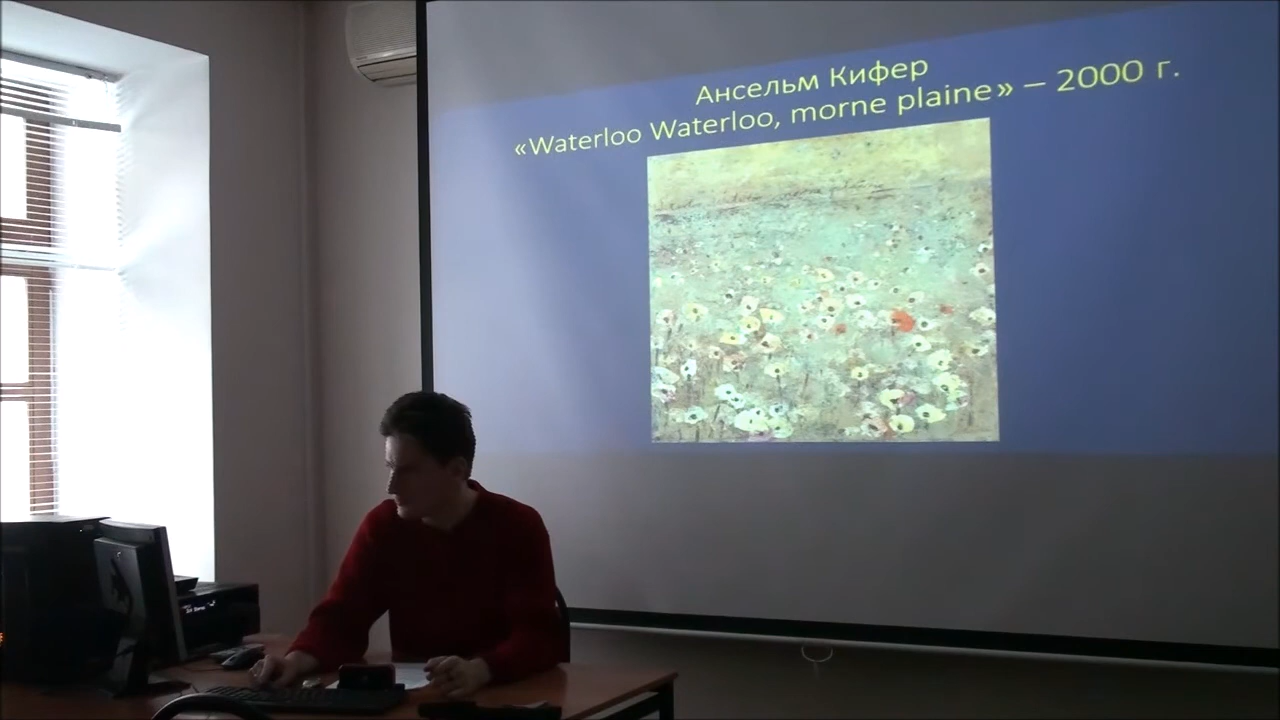 Ансельм Кифер
«Waterloo Waterloo, morne plaine» – 2000 г.